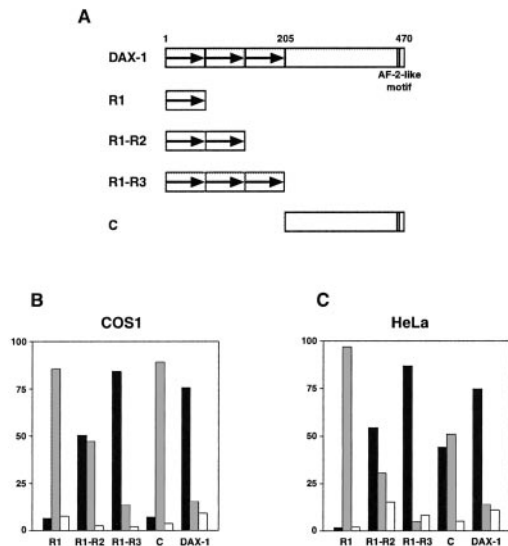 A
1 205 470
DAX-1
AF-2-like
motif
R1
R1-R2
R1-R3
C
B
COS1
100
75
50
25
0
R1 R1-R2 R1-R3 C DAX-1
C
HeLa
100
75
50
25
0
R1 R1-R2 R1-R3 C DAX-1